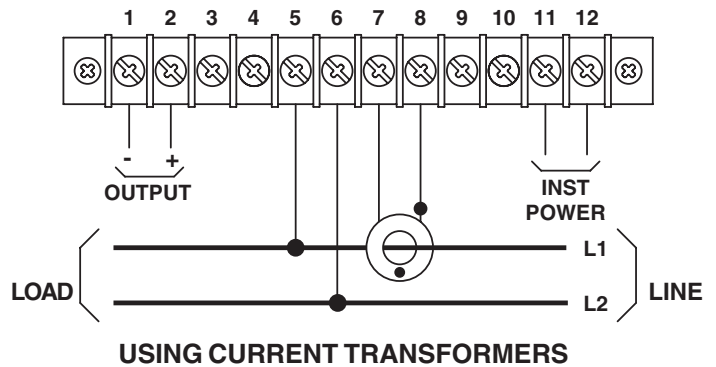 1 2 3 4 5 6 7 8 9 10 11 12
- +
OUTPUT
INST
POWER
L1
LOAD
LINE
L2
USING CURRENT TRANSFORMERS